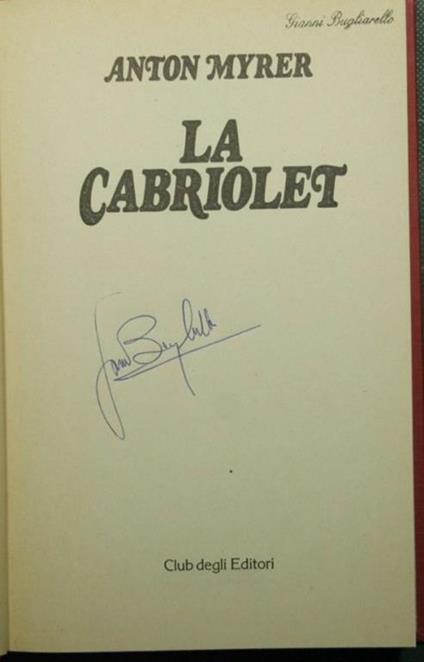 Gianni Bugliarello
ANTON MYRER
LA
CABRIOLET
Club degli Editori